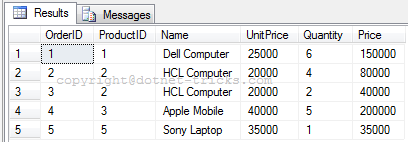 Results Messages
OrderID ProductID Name UnitPrice Quantity Price
1 1 1 Dell Computer 25000 6 150000
2 2 2 HCL Computer 20000 4 80000
3 3 2 HCL Computer 20000 2 40000
4 4 3 Apple Mobile 40000 5 200000
5 5 5 Sony Laptop 35000 1 35000
copyright@dotnet-tricks.com